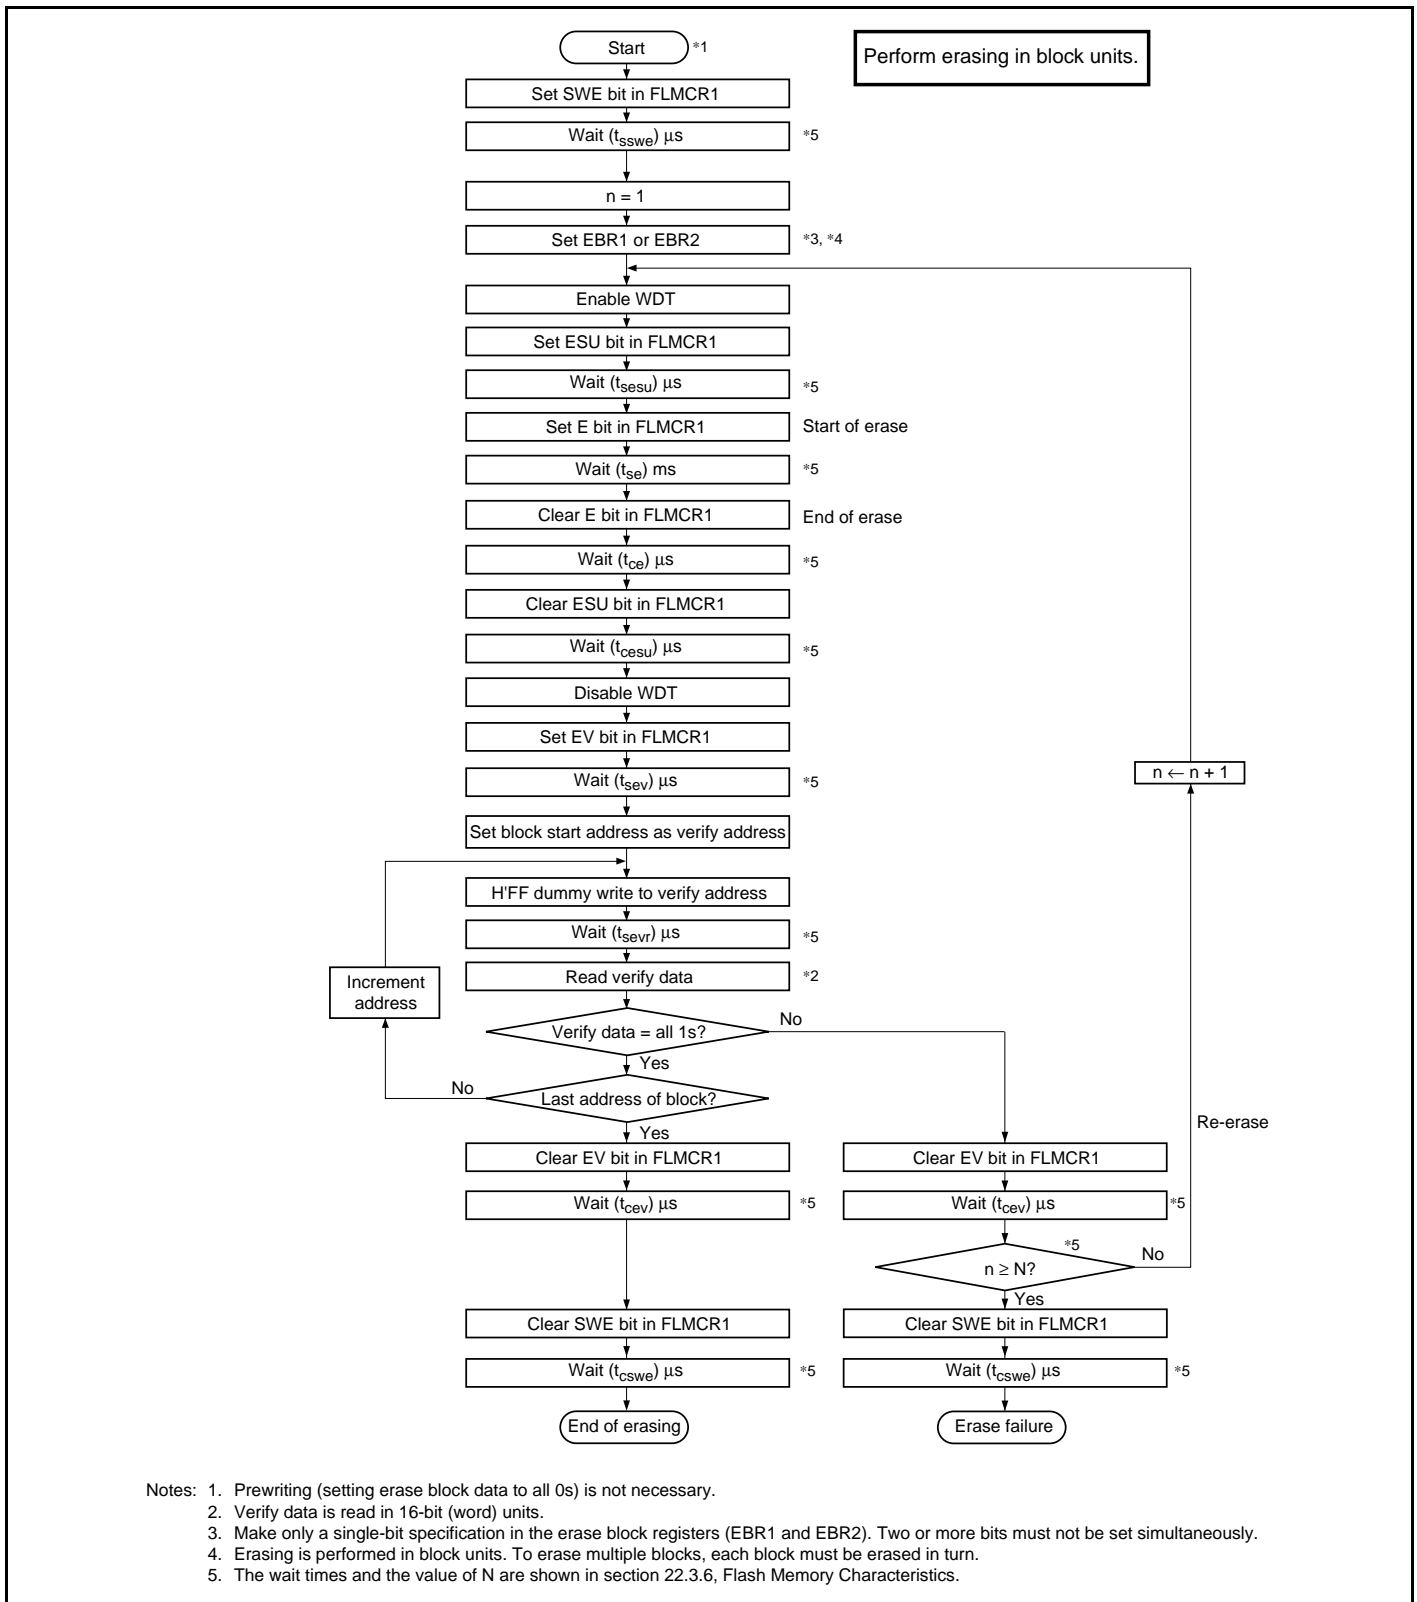 Start *1
Perform erasing in block units.
Set SWE bit in FLMCR1
Wait (tsswe) μs *5
n = 1
Set EBR1 or EBR2 *3, *4
Enable WDT
Set ESU bit in FLMCR1
Wait (tsesu) μs *5
Set E bit in FLMCR1 Start of erase
Wait (tse) ms *5
Clear E bit in FLMCR1 End of erase
Wait (tce) μs *5
Clear ESU bit in FLMCR1
Wait (tcesu) μs *5
Disable WDT
Set EV bit in FLMCR1
Wait (tsev) μs *5
n ← n + 1
Set block start address as verify address
H'FF dummy write to verify address
Wait (tsevr) μs *5
Read verify data *2
Increment
address
Verify data = all 1s? No
Yes
No Last address of block?
Yes
Re-erase
Clear EV bit in FLMCR1 Clear EV bit in FLMCR1
Wait (tcev) μs *5 Wait (tcev) μs *5
*5
n ≥ N? No
Yes
Clear SWE bit in FLMCR1 Clear SWE bit in FLMCR1
Wait (tcswe) μs *5 Wait (tcswe) μs *5
End of erasing Erase failure
Notes: 1. Prewriting (setting erase block data to all 0s) is not necessary.
2. Verify data is read in 16-bit (word) units.
3. Make only a single-bit specification in the erase block registers (EBR1 and EBR2). Two or more bits must not be set simultaneously.
4. Erasing is performed in block units. To erase multiple blocks, each block must be erased in turn.
5. The wait times and the value of N are shown in section 22.3.6, Flash Memory Characteristics.